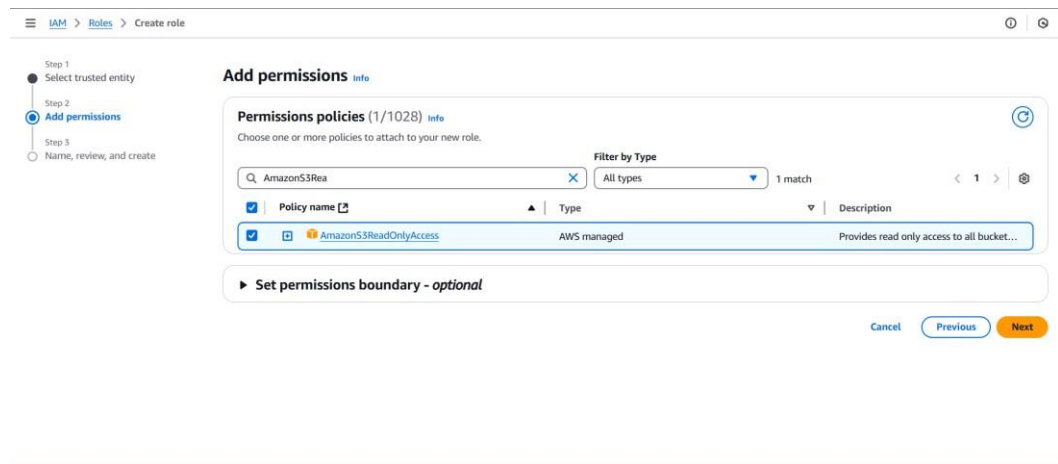 IAM > Roles > Create role
Step 1
Select trusted entity
Step 2
Add permissions
Step 3
Name, review, and create
Add permissions Info
Permissions policies (1/1028) Info
Choose one or more policies to attach to your new role.
Filter by Type
AmazonS3Rea All types 1 match < 1 >
Policy name Type Description
AmazonS3ReadOnlyAccess AWS managed Provides read only access to all bucket...
Set permissions boundary - optional
Cancel Previous Next